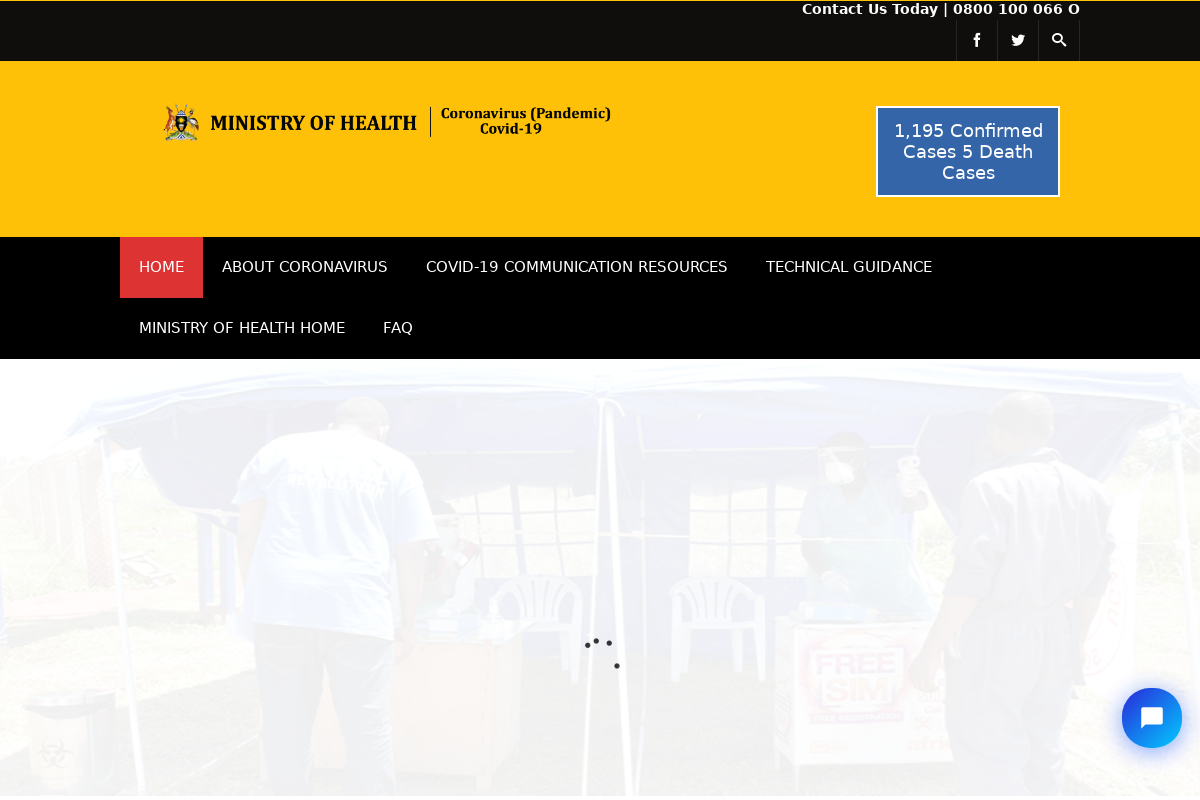 Contact Us Today | 0800 100 066 O
MINISTRY OF HEALTH
Coronavirus (Pandemic)
Covid-19
1,195 Confirmed
Cases 5 Death
Cases
HOME
ABOUT CORONAVIRUS
COVID-19 COMMUNICATION RESOURCES
TECHNICAL GUIDANCE
MINISTRY OF HEALTH HOME
FAQ
FREE
SIM